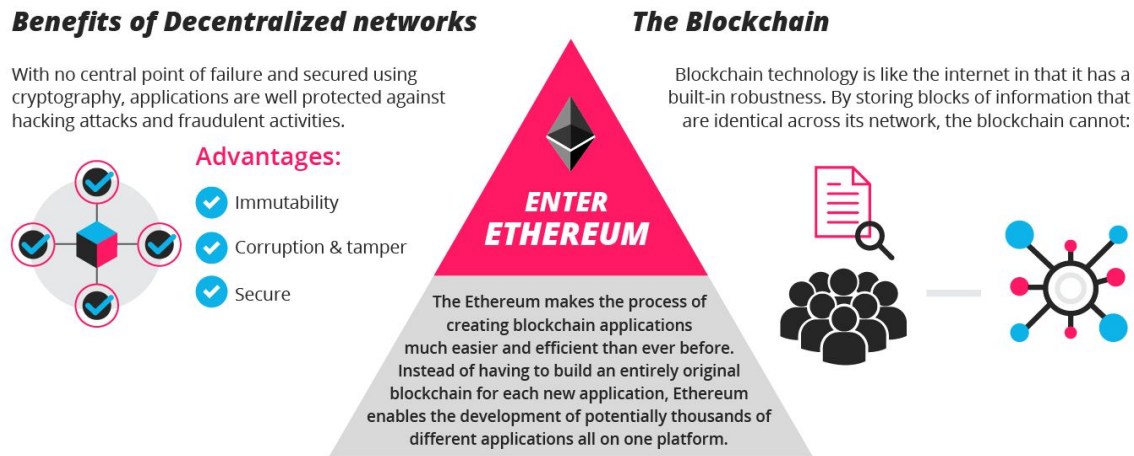 Benefits of Decentralized networks
With no central point of failure and secured using
cryptography, applications are well protected against
hacking attacks and fraudulent activities.
Advantages:
Immutability
Corruption & tamper
Secure
ENTER
ETHEREUM
The Ethereum makes the process of
creating blockchain applications
much easier and efficient than ever before.
Instead of having to build an entirely original
blockchain for each new application, Ethereum
enables the development of potentially thousands of
different applications all on one platform.
The Blockchain
Blockchain technology is like the internet in that it has a
built-in robustness. By storing blocks of information that
are identical across its network, the blockchain cannot: